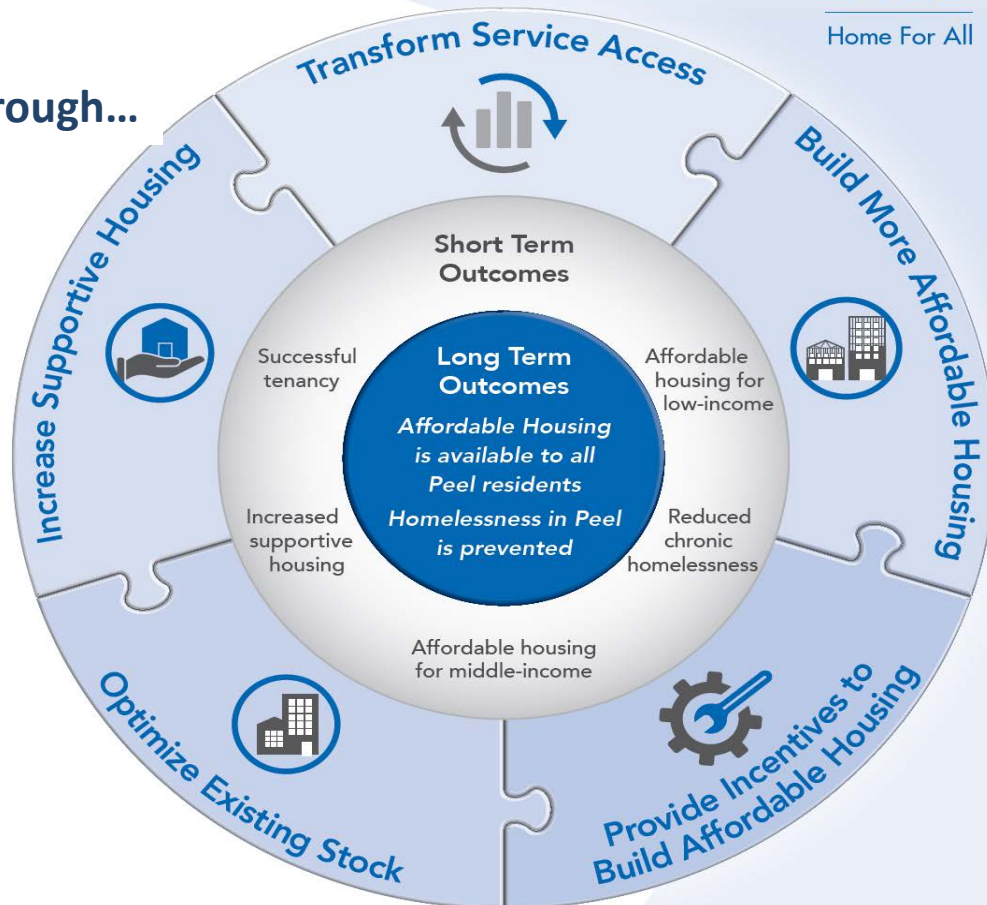 Home For All
rough...
Transform Service Access
Build More Affordable Housing
Provide Incentives to
Build Affordable Housing
Optimize Existing Stock
Increase Supportive Housing
Short Term
Outcomes
Successful
tenancy
Affordable
housing for
low-income
Increased
supportive
housing
Reduced
chronic
homelessness
Affordable housing
for middle-income
Long Term
Outcomes
Affordable Housing
is available to all
Peel residents
Homelessness in Peel
is prevented